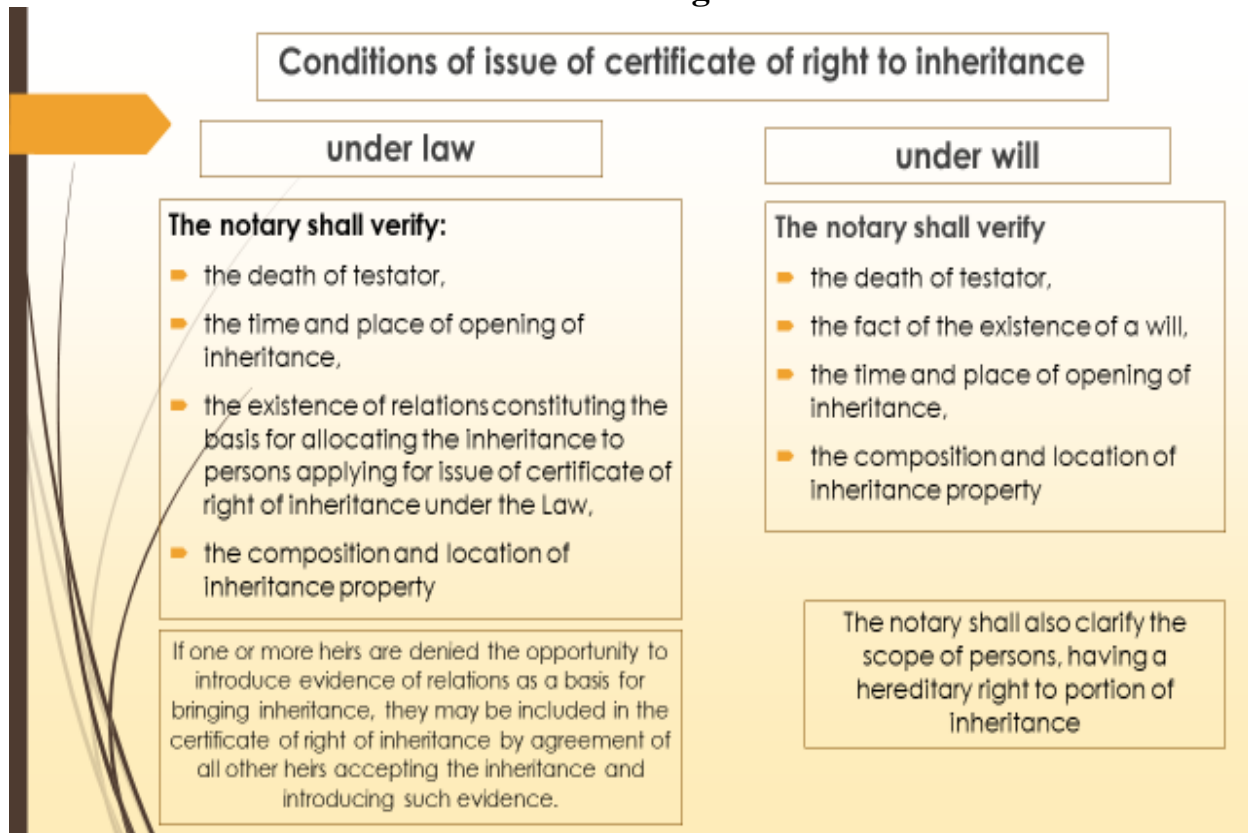 Conditions of issue of certificate of right to inheritance
under law
The notary shall verify:
the death of testator,
the time and place of opening of
inheritance,
the existence of relations constituting the
basis for allocating the inheritance to
persons applying for issue of certificate of
right of inheritance under the Law,
the composition and location of
inheritance property
If one or more heirs are denied the opportunity to
introduce evidence of relations as a basis for
bringing inheritance, they may be included in the
certificate of right of inheritance by agreement of
all other heirs accepting the inheritance and
introducing such evidence.
under will
The notary shall verify
the death of testator,
the fact of the existence of a will,
the time and place of opening of
inheritance,
the composition and location of
inheritance property
The notary shall also clarify the
scope of persons, having a
hereditary right to portion of
inheritance